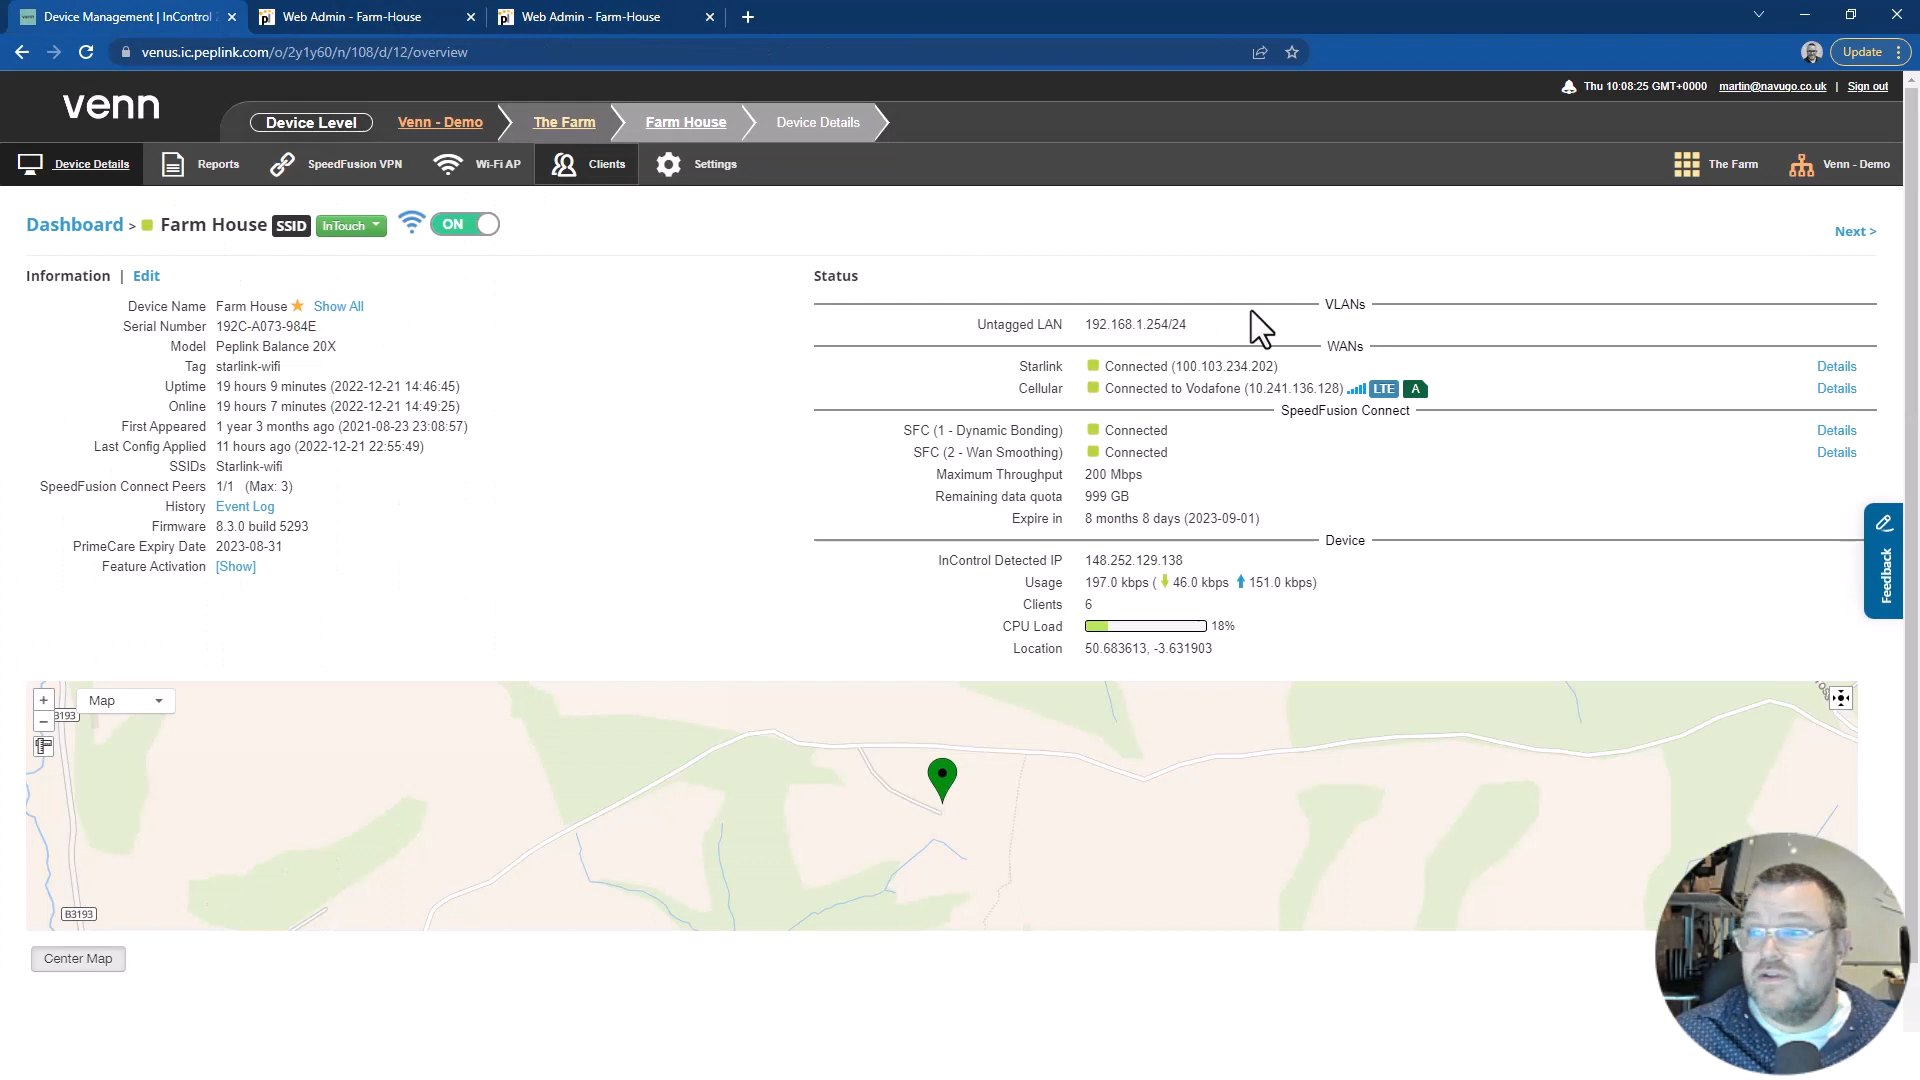 Device Management | InControl 2
Web Admin - Farm-House
Web Admin - Farm-House
venus.ic.peplink.com/o/2y1y60/n/108/d/12/overview
Update
Thu 10:08:25 GMT+0000 martin@navugo.co.uk | Sign out
venn
Device Level Venn - Demo The Farm Farm House Device Details
Device Details Reports SpeedFusion VPN Wi-Fi AP Clients Settings The Farm Venn - Demo
Dashboard > Farm House SSID InTouch ON
Next >
Information | Edit
Device Name Farm House Show All
Serial Number 192C-A073-984E
Model Peplink Balance 20X
Tag starlink-wifi
Uptime 19 hours 9 minutes (2022-12-21 14:46:45)
Online 19 hours 7 minutes (2022-12-21 14:49:25)
First Appeared 1 year 3 months ago (2021-08-23 23:08:57)
Last Config Applied 11 hours ago (2022-12-21 22:55:49)
SSIDs Starlink-wifi
SpeedFusion Connect Peers 1/1 (Max: 3)
History Event Log
Firmware 8.3.0 build 5293
PrimeCare Expiry Date 2023-08-31
Feature Activation [Show]
Status
VLANs
Untagged LAN 192.168.1.254/24
WANs
Starlink Connected (100.103.234.202) Details
Cellular Connected to Vodafone (10.241.136.128) LTE A Details
SpeedFusion Connect
SFC (1 - Dynamic Bonding) Connected Details
SFC (2 - Wan Smoothing) Connected Details
Maximum Throughput 200 Mbps
Remaining data quota 999 GB
Expire in 8 months 8 days (2023-09-01)
Device
InControl Detected IP 148.252.129.138
Usage 197.0 kbps ( 46.0 kbps 151.0 kbps)
Clients 6
CPU Load 18%
Location 50.683613, -3.631903
Feedback
+
Map
−
3193
B3193
Center Map